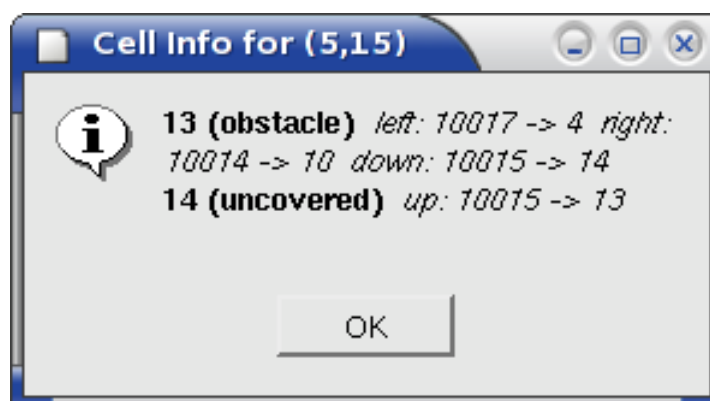 Cell Info for (5,15)
13 (obstacle) left: 10017 -> 4 right:
10014 -> 10 down: 10015 -> 14
14 (uncovered) up: 10015 -> 13
OK